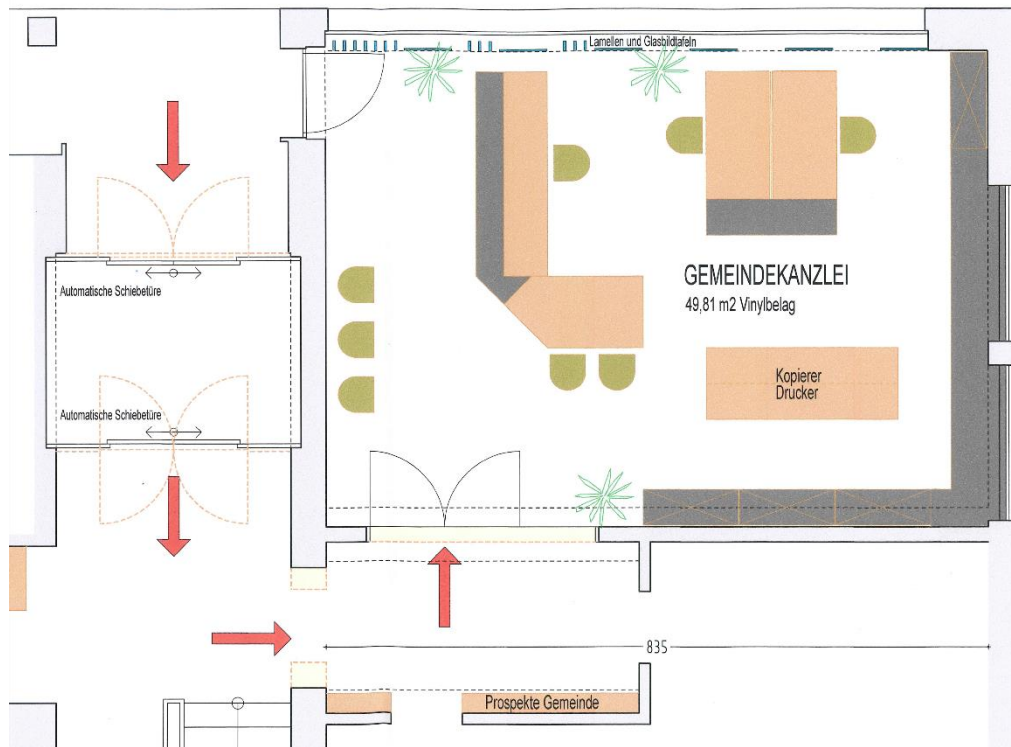 Lamellen und Glasbildtafeln
GEMEINDEKANZLEI
49,81 m2 Vinylbelag
Automatische Schiebetüre
Kopierer
Drucker
Automatische Schiebetüre
835
Prospekte Gemeinde